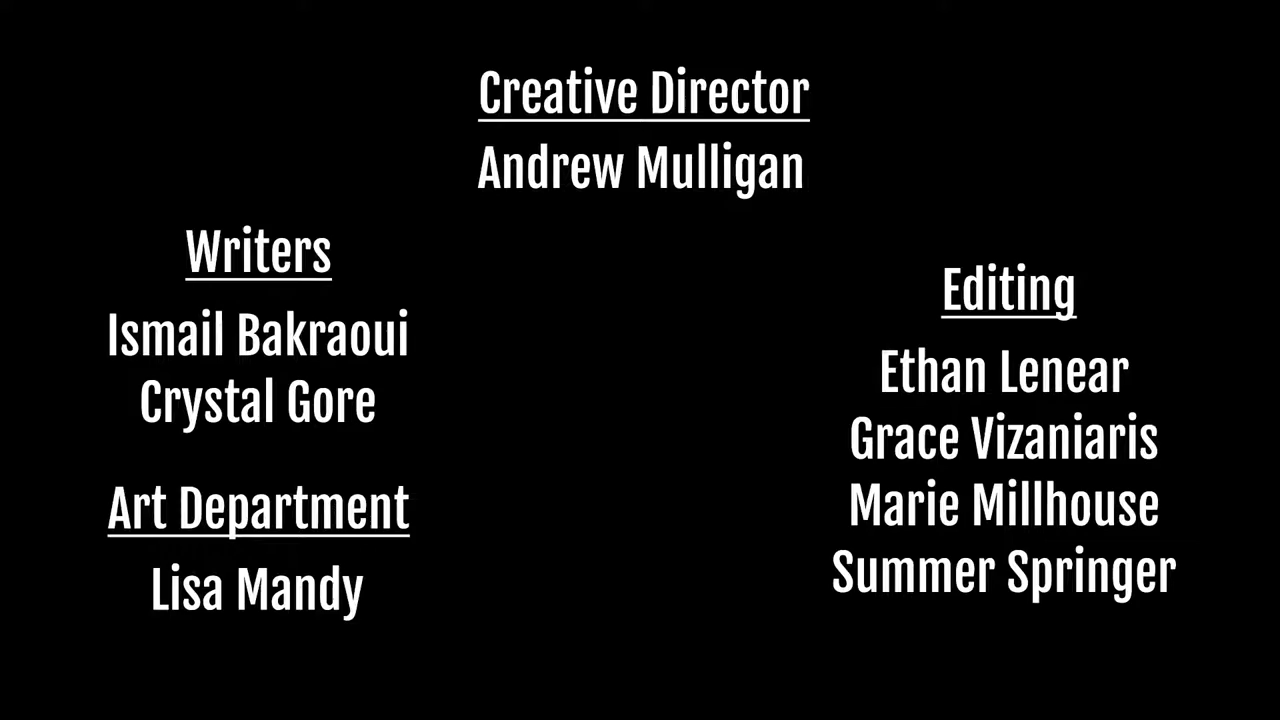 Creative Director
Andrew Mulligan
Writers
Ismail Bakraoui
Crystal Gore
Art Department
Lisa Mandy
Editing
Ethan Lenear
Grace Vizaniaris
Marie Millhouse
Summer Springer